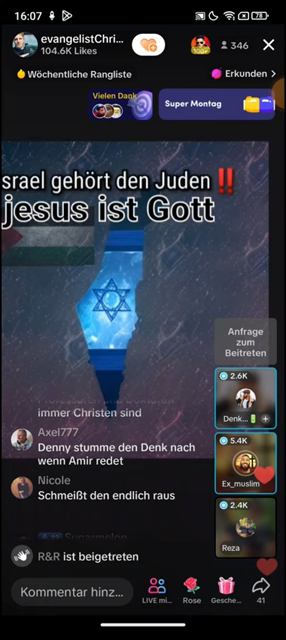 16:07
78
evangelistChri...
104.6K Likes
346
Wöchentliche Rangliste
Erkunden >
Vielen Dank
Super Montag
srael gehört den Juden‼️
jesus ist Gott
Anfrage
zum
Beitreten
2.6K
Denk...
immer Christen sind
Axel777
Denny stumme den Denk nach
wenn Amir redet
5.4K
Ex_muslim
Nicole
Schmeißt den endlich raus
2.4K
Reza
R&R ist beigetreten
Kommentar hinz...
LIVE mi...
Rose
Gesche...
41